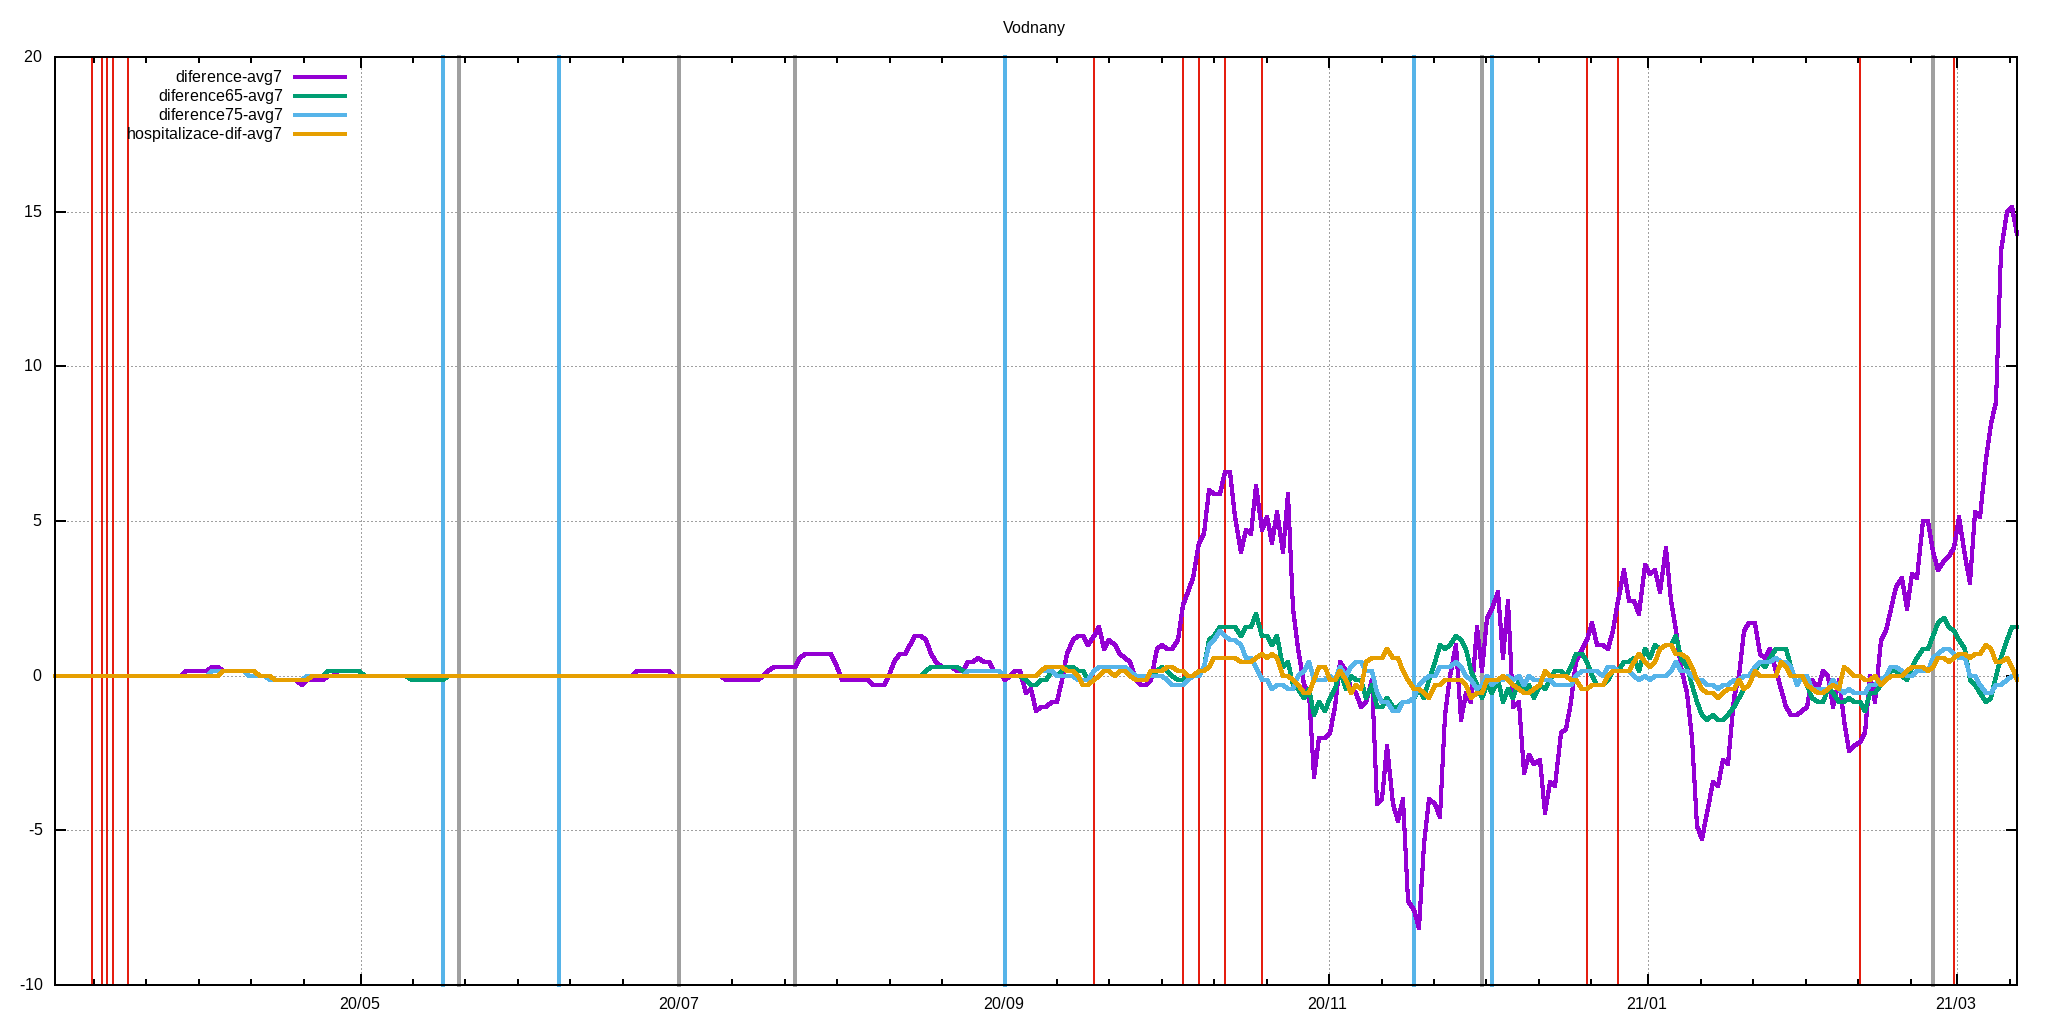 Vodnany
20
diference-avg7
diference65-avg7
diference75-avg7
hospitalizace-dif-avg7
15
10
5
0
-5
-10
20/05 20/07 20/09 20/11 21/01 21/03